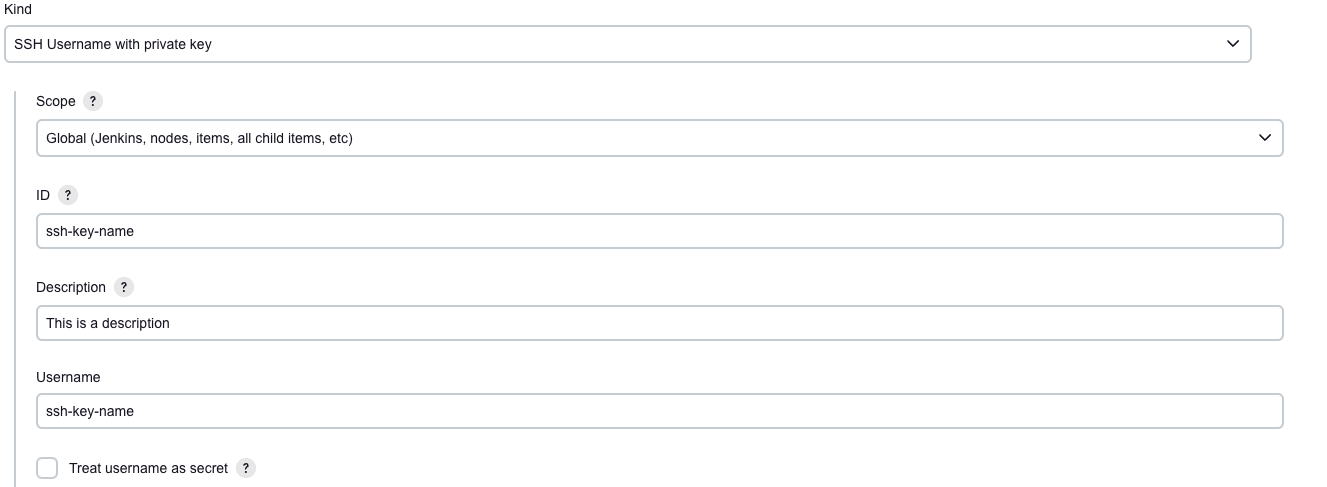 Kind
SSH Username with private key
Scope ?
Global (Jenkins, nodes, items, all child items, etc)
ID ?
ssh-key-name
Description ?
This is a description
Username
ssh-key-name
Treat username as secret ?